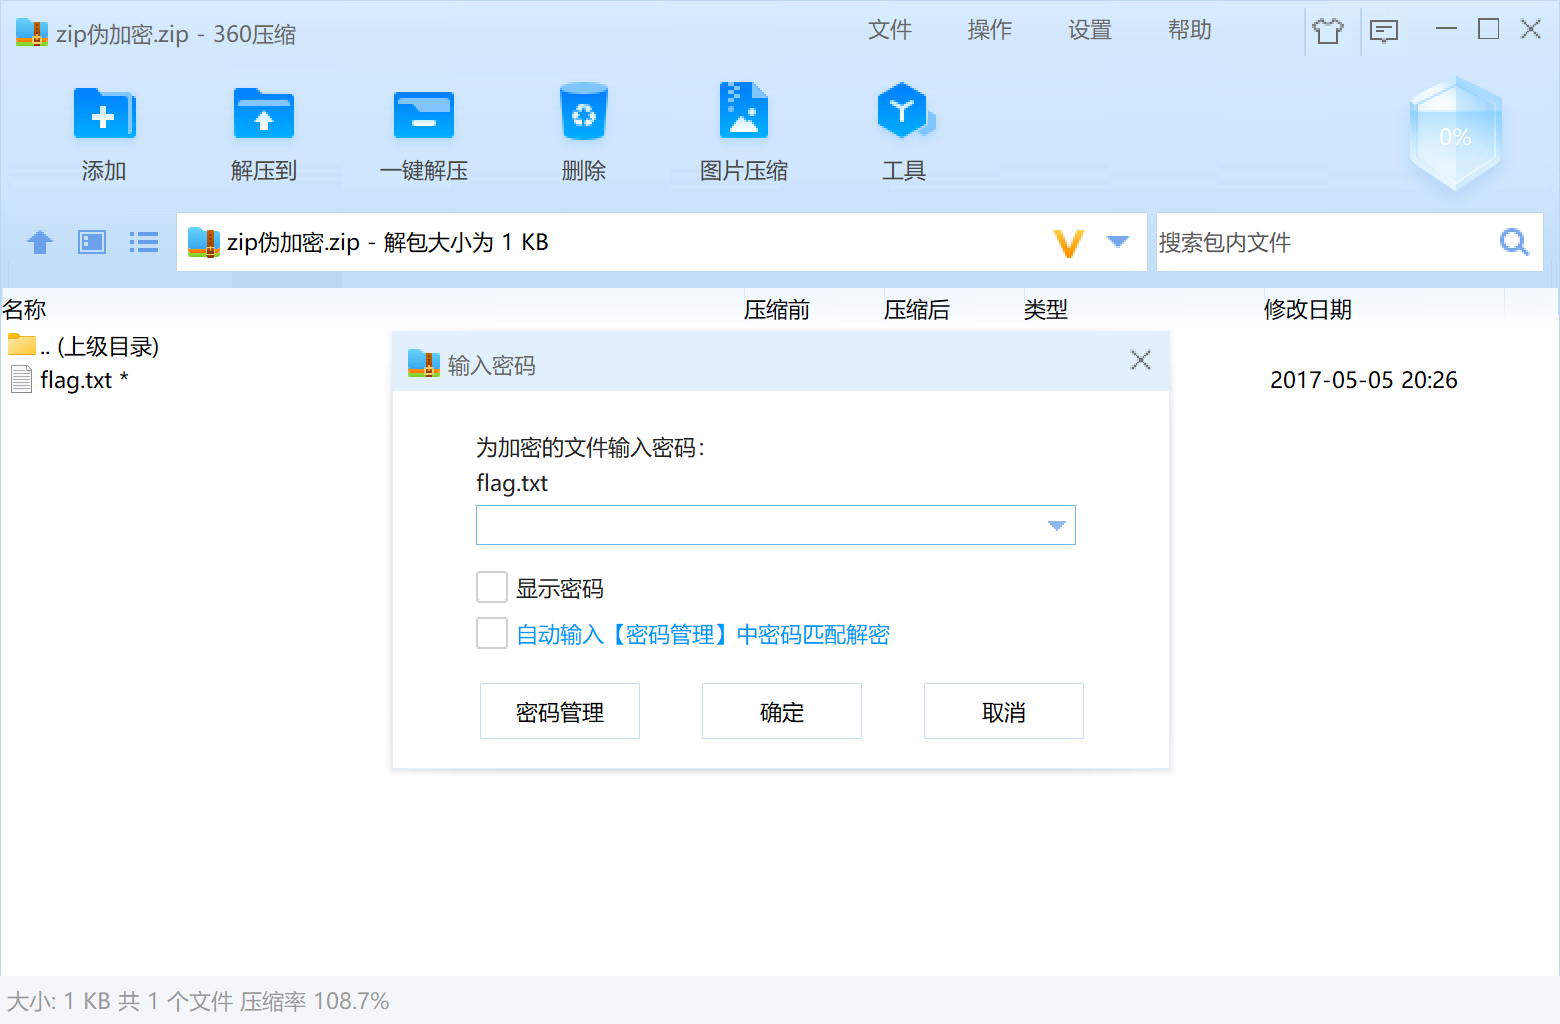 zip伪加密.zip - 360压缩
文件 操作 设置 帮助
添加 解压到 一键解压 删除 图片压缩 工具
0%
zip伪加密.zip - 解包大小为 1 KB
搜索包内文件
名称 压缩前 压缩后 类型 修改日期
.. (上级目录)
flag.txt * 2017-05-05 20:26
输入密码
为加密的文件输入密码：
flag.txt
显示密码
自动输入【密码管理】中密码匹配解密
密码管理 确定 取消
大小: 1 KB 共 1 个文件 压缩率 108.7%